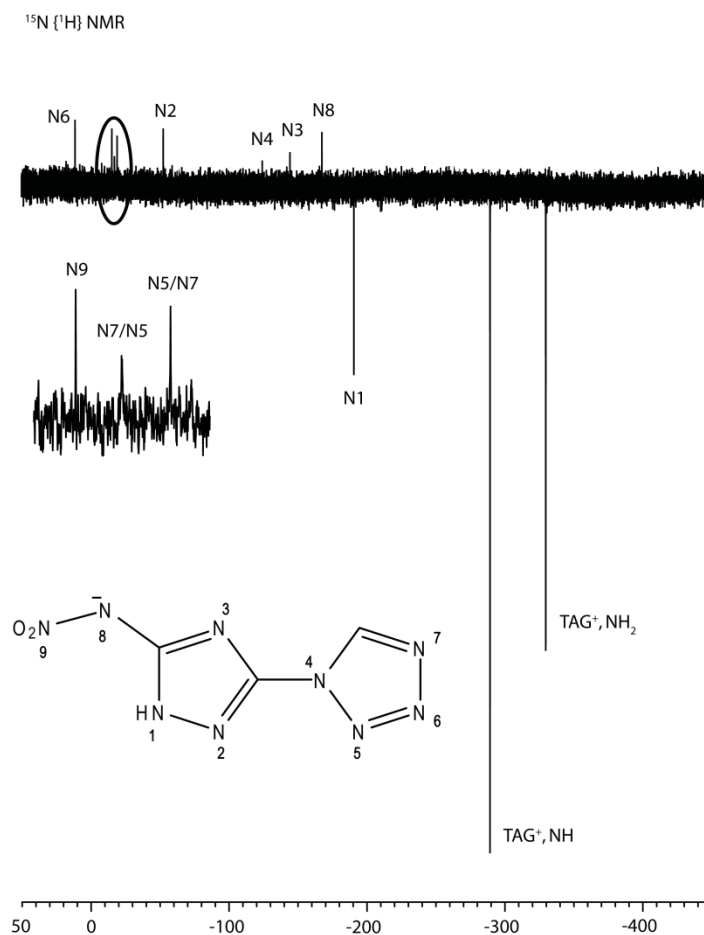 ¹⁵N {¹H} NMR
N6
N2
N4
N3
N8
N9
N7/N5
N5/N7
N1
TAG⁺, NH₂
O₂N
9
N̅
8
N
3
N
4
N
7
HN
1
N
2
N
5
N
6
TAG⁺, NH
50 0 -100 -200 -300 -400